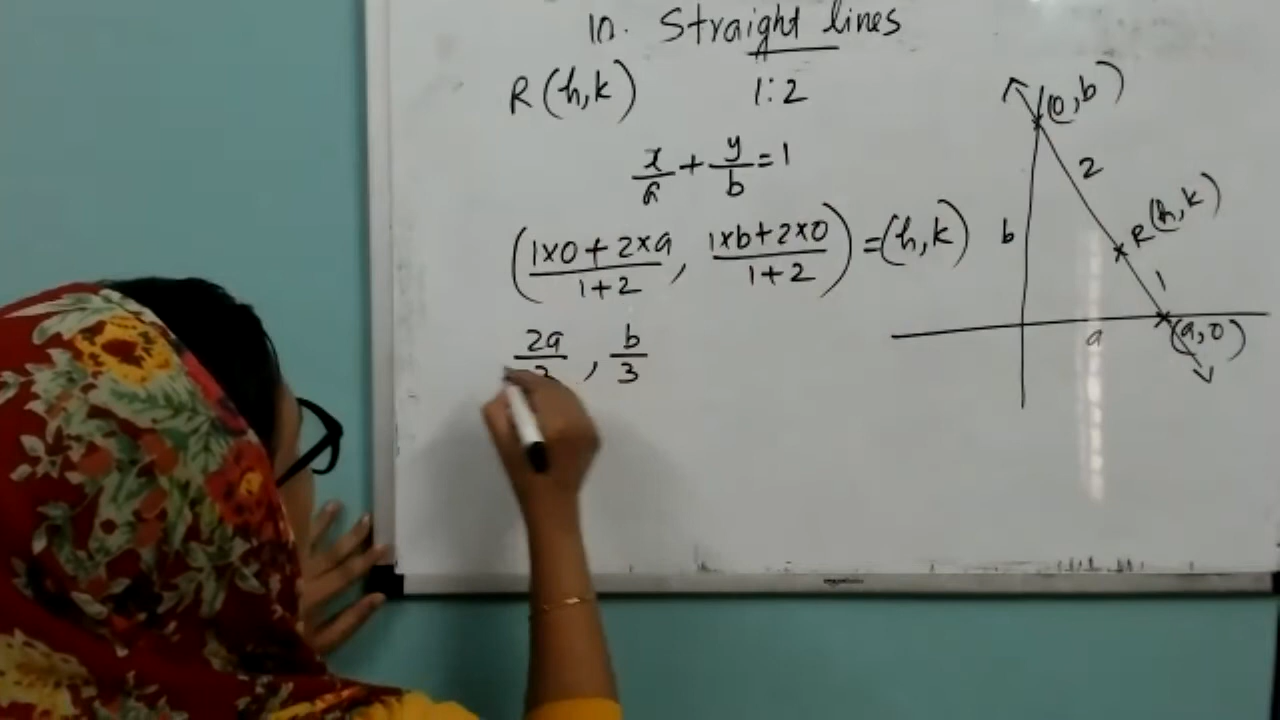 10. Straight lines
R(h,k) 1:2
x/a + y/b = 1
((1×0+2×a)/(1+2), (1×b+2×0)/(1+2)) = (h,k)
2a/3, b/3
(0,b)
2
R(h,k)
b
1
a
(a,0)